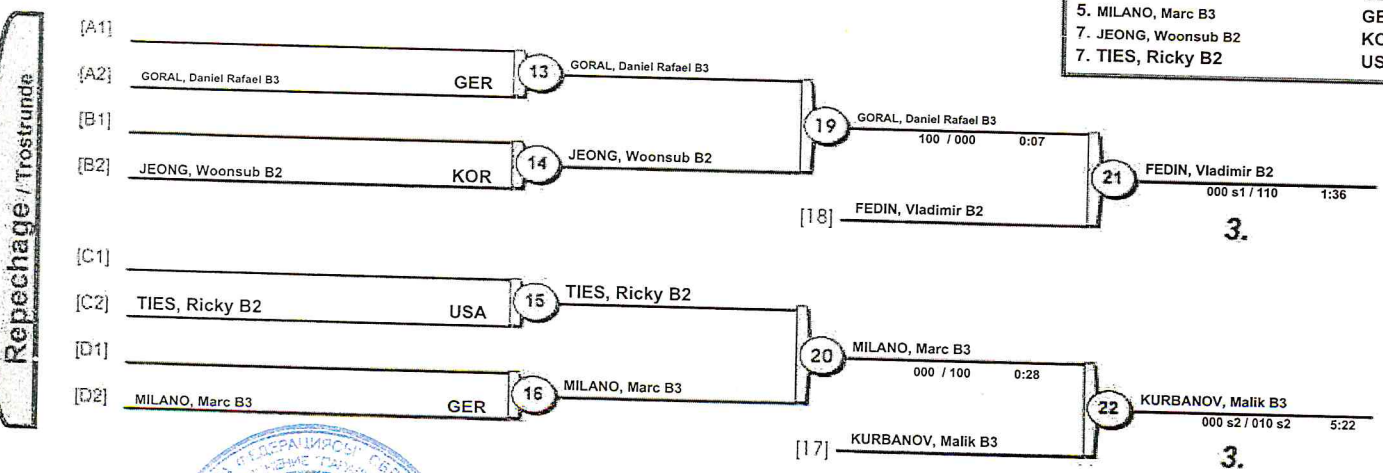 5. MILANO, Marc B3 GE
7. JEONG, Woonsub B2 KO
7. TIES, Ricky B2 US
Repechage / Trostrunde
[A1]
[A2] GORAL, Daniel Rafael B3 GER 13 GORAL, Daniel Rafael B3
[B1]
19 GORAL, Daniel Rafael B3
100 / 000 0:07
[B2] JEONG, Woonsub B2 KOR 14 JEONG, Woonsub B2
21 FEDIN, Vladimir B2
000 s1 / 110 1:36
[18] FEDIN, Vladimir B2
3.
[C1]
[C2] TIES, Ricky B2 USA 15 TIES, Ricky B2
[D1]
20 MILANO, Marc B3
000 / 100 0:28
[D2] MILANO, Marc B3 GER 16 MILANO, Marc B3
22 KURBANOV, Malik B3
000 s2 / 010 s2 5:22
[17] KURBANOV, Malik B3
3.